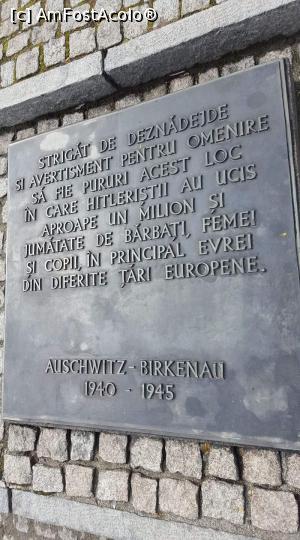 [c] AmFostAcolo®
STRIGĂT DE DEZNĂDEJDE
ȘI AVERTISMENT PENTRU OMENIRE
SĂ FIE PURURI ACEST LOC
ÎN CARE HITLERIȘTII AU UCIS
APROAPE UN MILION ȘI
JUMĂTATE DE BĂRBAȚI, FEMEI
ȘI COPII, ÎN PRINCIPAL EVREI
DIN DIFERITE ȚĂRI EUROPENE.
AUSCHWITZ - BIRKENAU
1940 - 1945